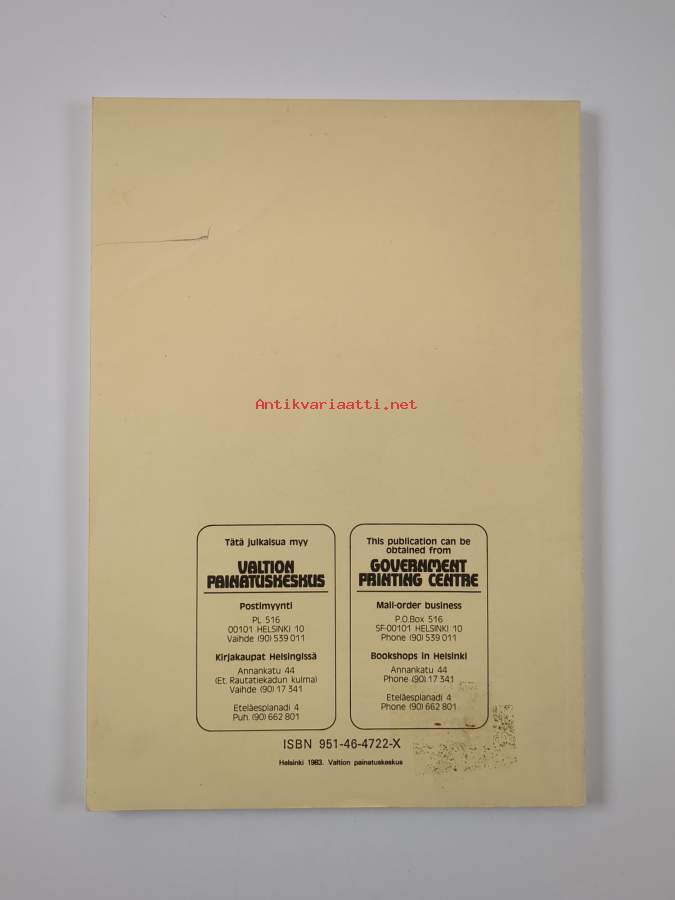 Antikvariaatti.net
Tätä julkaisua myy
VALTION
PAINATUSKESKUS
Postimyynti
PL 516
00101 HELSINKI 10
Vaihde (90) 539 011
Kirjakaupat Helsingissä
Annankatu 44
(Et. Rautatiekadun kulma)
Vaihde (90) 17 341
Eteläesplanadi 4
Puh. (90) 662 801
This publication can be
obtained from
GOVERNMENT
PRINTING CENTRE
Mail-order business
P.O.Box 516
SF-00101 HELSINKI 10
Phone (90) 539 011
Bookshops in Helsinki
Annankatu 44
Phone (90) 17 341
Eteläesplanadi 4
Phone (90) 662 801
ISBN 951-46-4722-X
Helsinki 1983. Valtion painatuskeskus